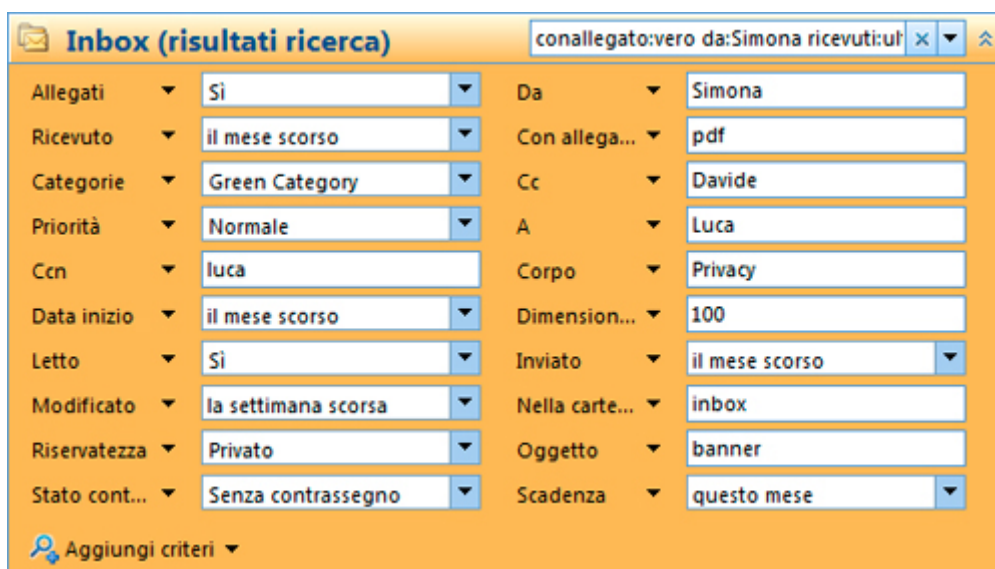 Inbox (risultati ricerca) conallegato:vero da:Simona ricevuti:ul
Allegati Sì Da Simona
Ricevuto il mese scorso Con allega... pdf
Categorie Green Category Cc Davide
Priorità Normale A Luca
Ccn luca Corpo Privacy
Data inizio il mese scorso Dimension... 100
Letto Sì Inviato il mese scorso
Modificato la settimana scorsa Nella carte... inbox
Riservatezza Privato Oggetto banner
Stato cont... Senza contrassegno Scadenza questo mese
Aggiungi criteri